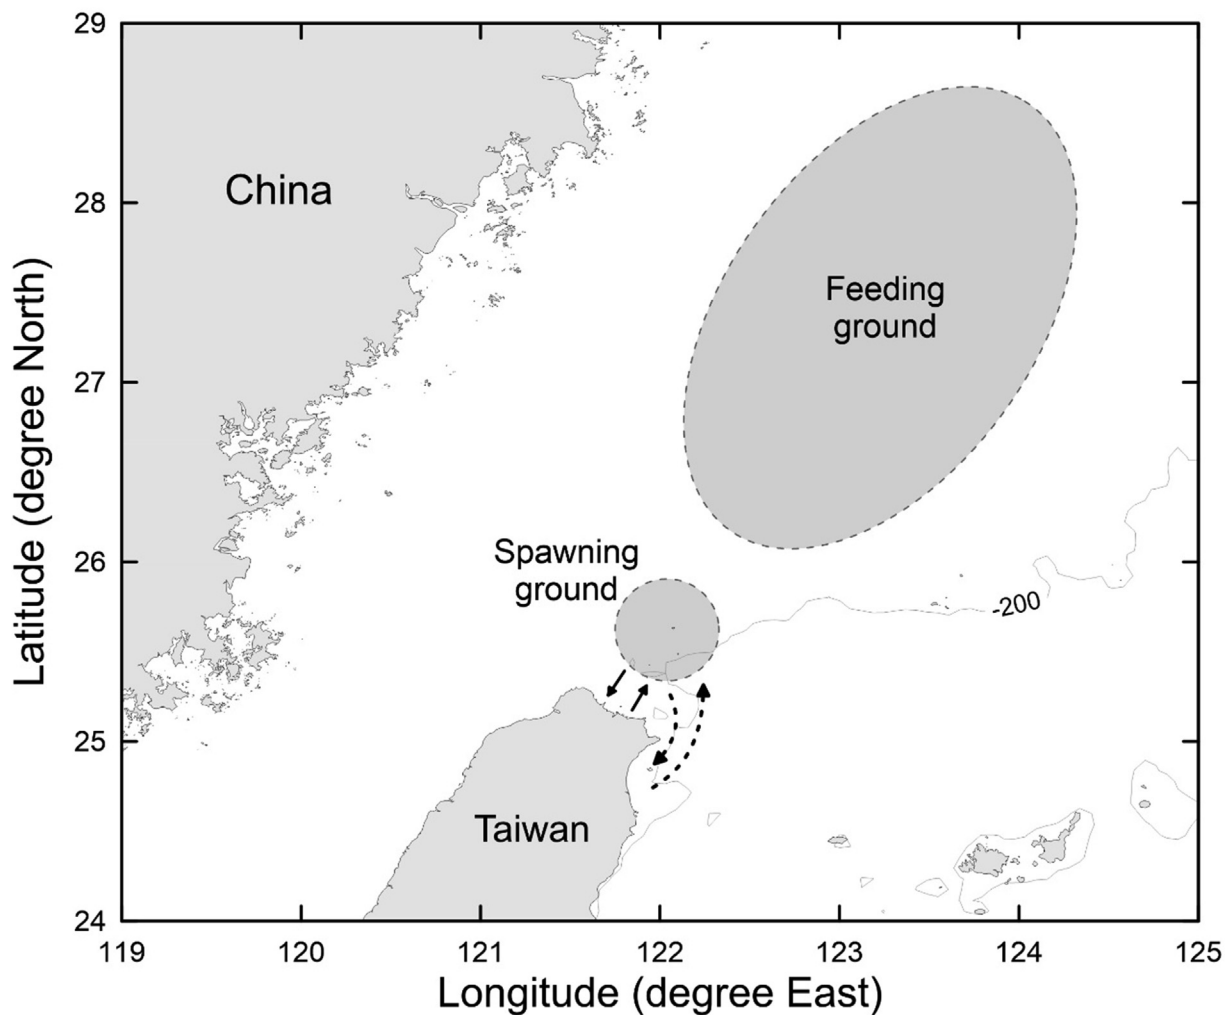 29
28
27
26
25
24
Latitude (degree North)
China
Feeding
ground
Spawning
ground
-200
Taiwan
119
120
121
122
123
124
125
Longitude (degree East)